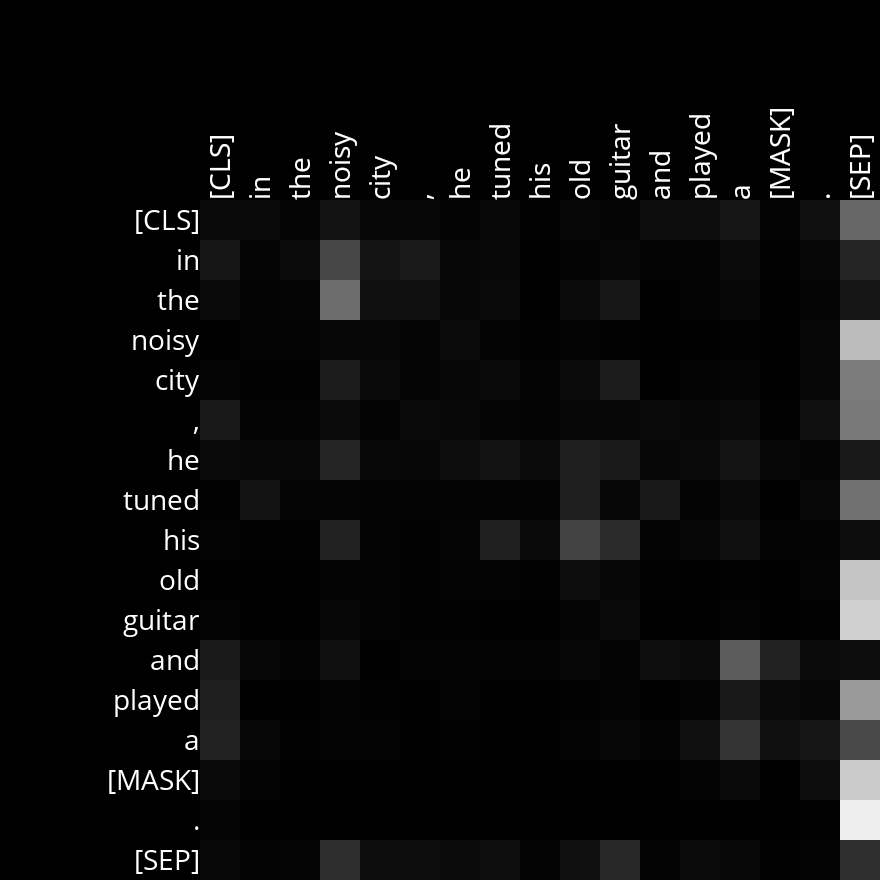 [CLS] in the noisy city , he tuned his old guitar and played a [MASK] . [SEP]
[CLS]
in
the
noisy
city
,
he
tuned
his
old
guitar
and
played
a
[MASK]
.
[SEP]